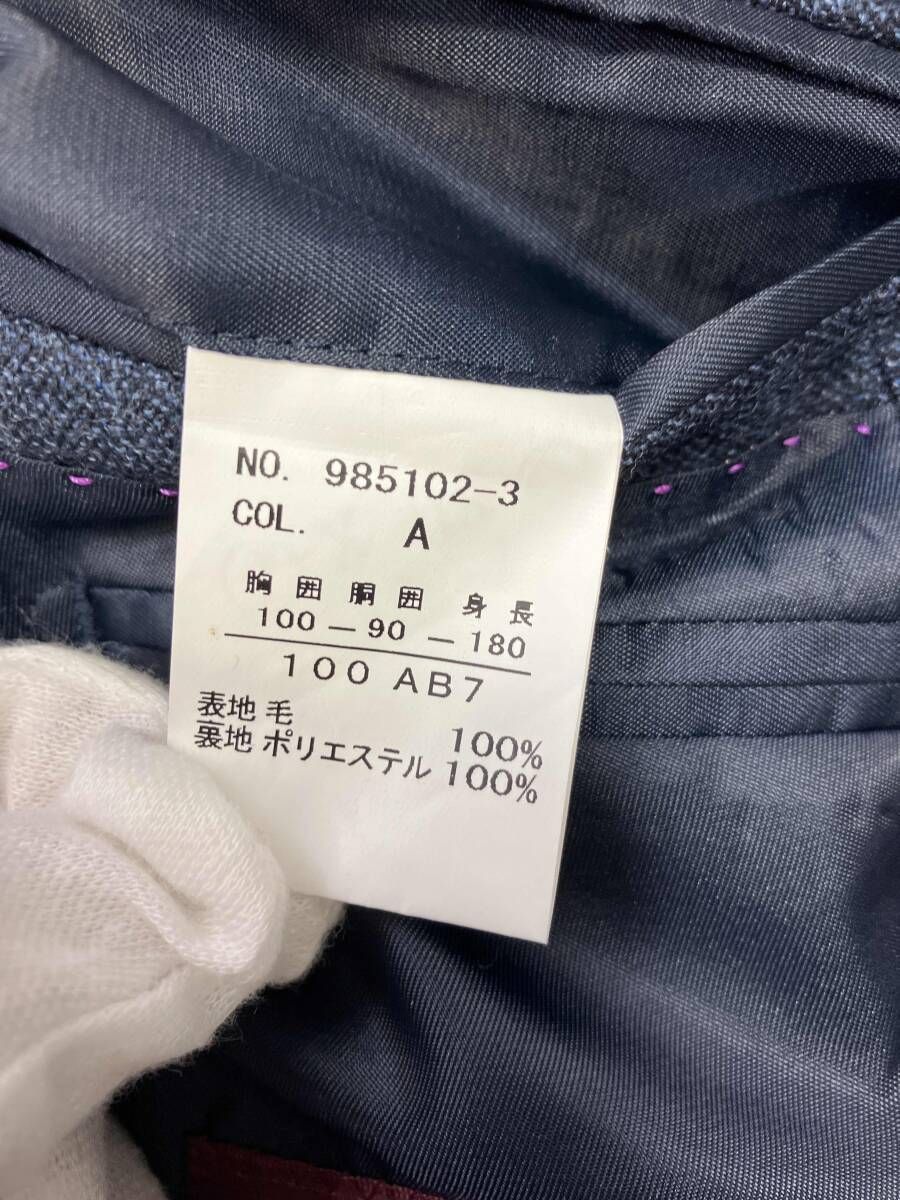 NO. 985102-3
COL. A
胸囲 胴囲 身長
100-90-180
100 AB7
表地 毛 100%
裏地 ポリエステル 100%